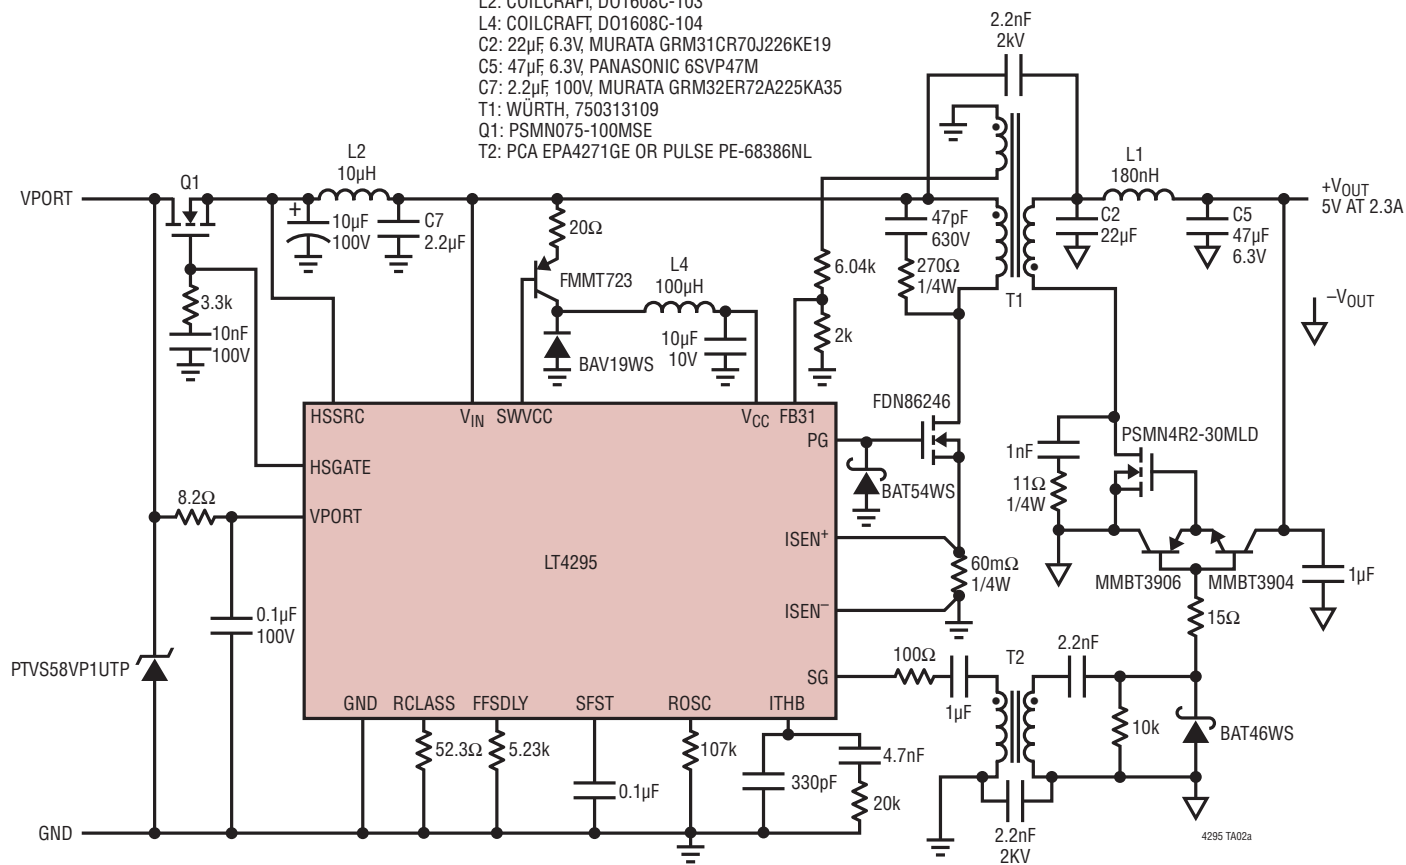 L2: COILCRAFT, DO1608C-103
L4: COILCRAFT, DO1608C-104
C2: 22µF, 6.3V, MURATA GRM31CR70J226KE19
C5: 47µF, 6.3V, PANASONIC 6SVP47M
C7: 2.2µF, 100V, MURATA GRM32ER72A225KA35
T1: WÜRTH, 750313109
Q1: PSMN075-100MSE
T2: PCA EPA4271GE OR PULSE PE-68386NL
2.2nF
2kV
L2
10µH
L1
180nH
VPORT
Q1
+VOUT
5V AT 2.3A
+
10µF
100V
C7
2.2µF
20Ω
47pF
630V
C2
22µF
C5
47µF
6.3V
FMMT723
L4
100µH
6.04k
270Ω
1/4W
T1
–VOUT
3.3k
10nF
100V
BAV19WS
10µF
10V
2k
HSSRC
VIN
SWVCC
VCC
FB31
FDN86246
PG
PSMN4R2-30MLD
HSGATE
1nF
11Ω
1/4W
BAT54WS
8.2Ω
VPORT
ISEN+
LT4295
60mΩ
1/4W
MMBT3906
MMBT3904
1µF
ISEN–
15Ω
0.1µF
100V
PTVS58VP1UTP
SG
100Ω
1µF
T2
2.2nF
GND
RCLASS
FFSDLY
SFST
ROSC
ITHB
52.3Ω
5.23k
107k
4.7nF
10k
BAT46WS
0.1µF
330pF
20k
GND
2.2nF
2KV
4295 TA02a